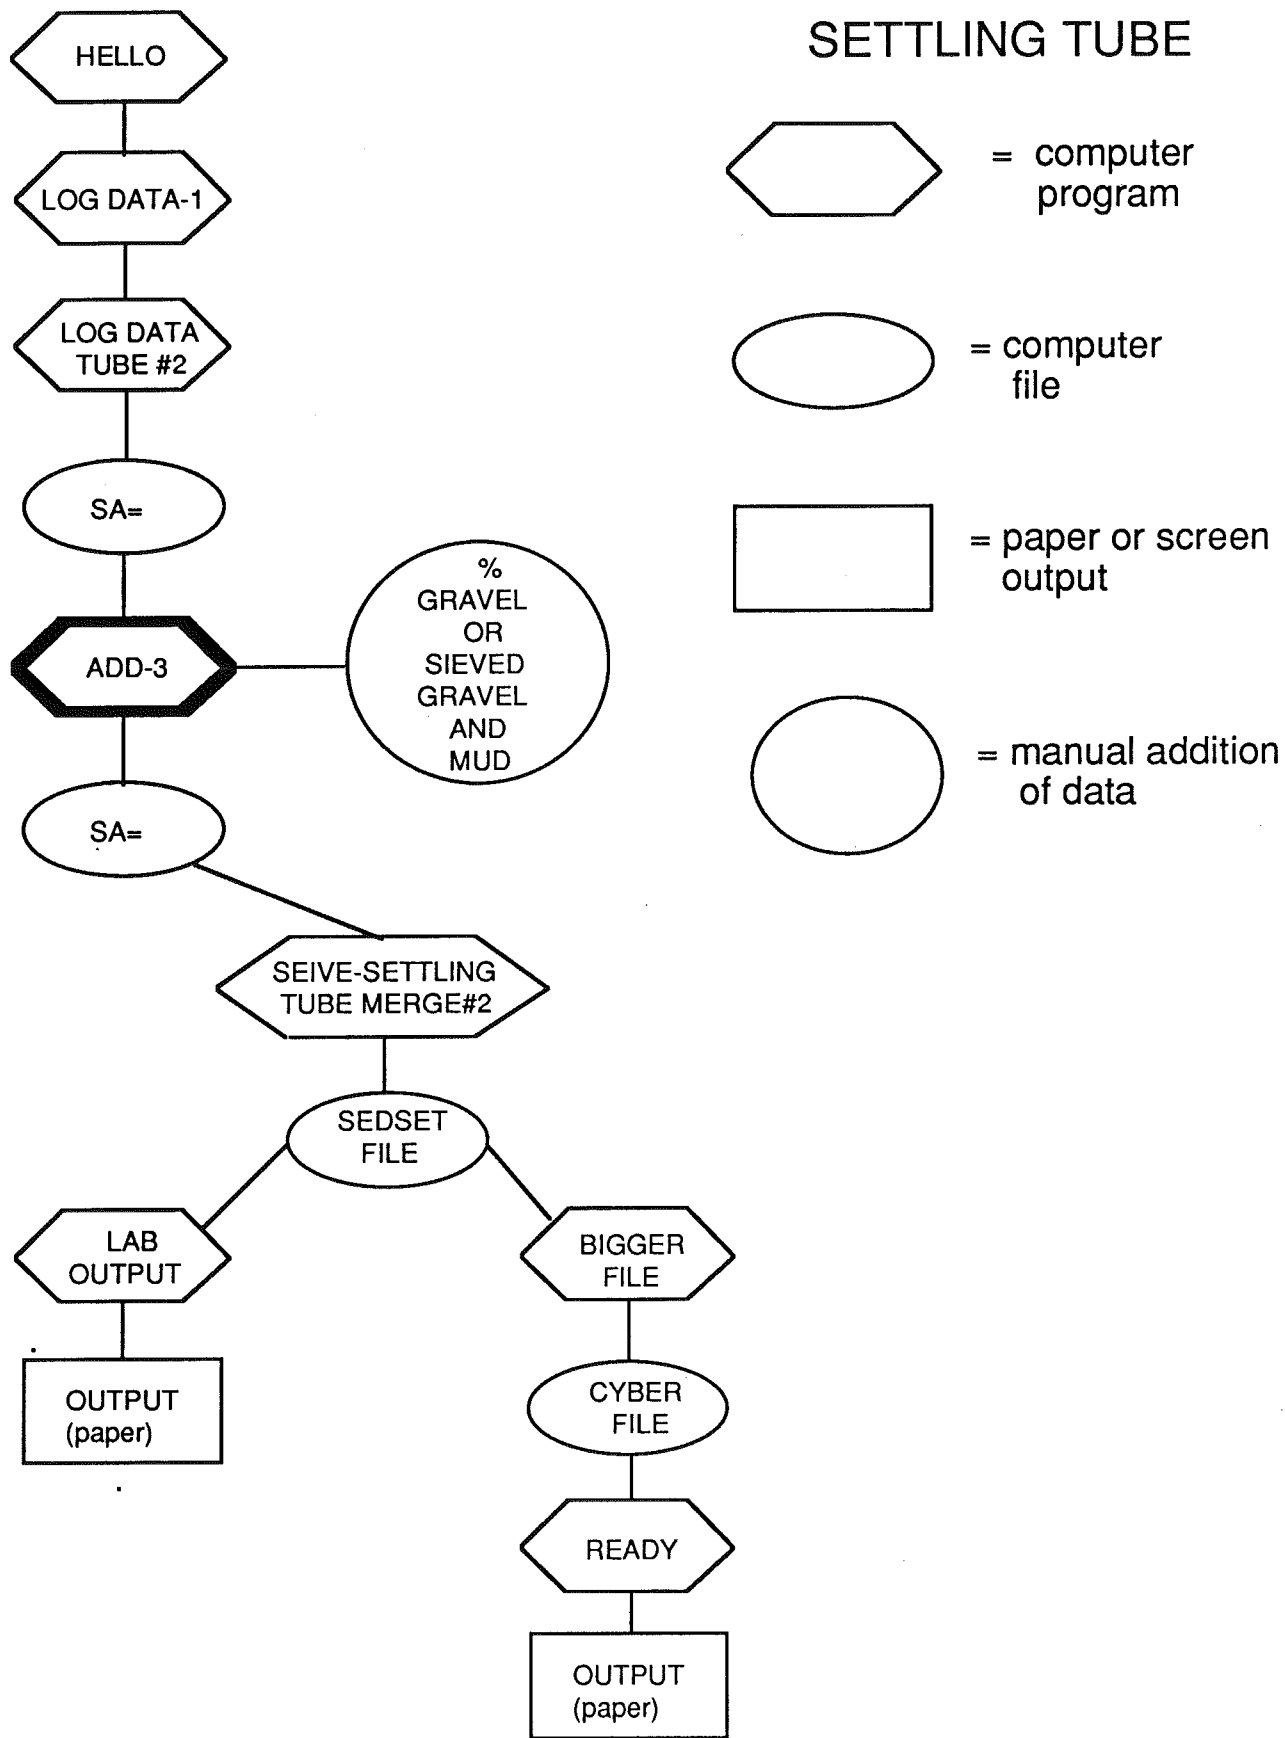 SETTLING TUBE
HELLO
LOG DATA-1
LOG DATA
TUBE #2
SA=
ADD-3
%
GRAVEL
OR
SIEVED
GRAVEL
AND
MUD
SA=
SEIVE-SETTLING
TUBE MERGE#2
SEDSET
FILE
LAB
OUTPUT
OUTPUT
(paper)
BIGGER
FILE
CYBER
FILE
READY
OUTPUT
(paper)
= computer
program
= computer
file
= paper or screen
output
= manual addition
of data